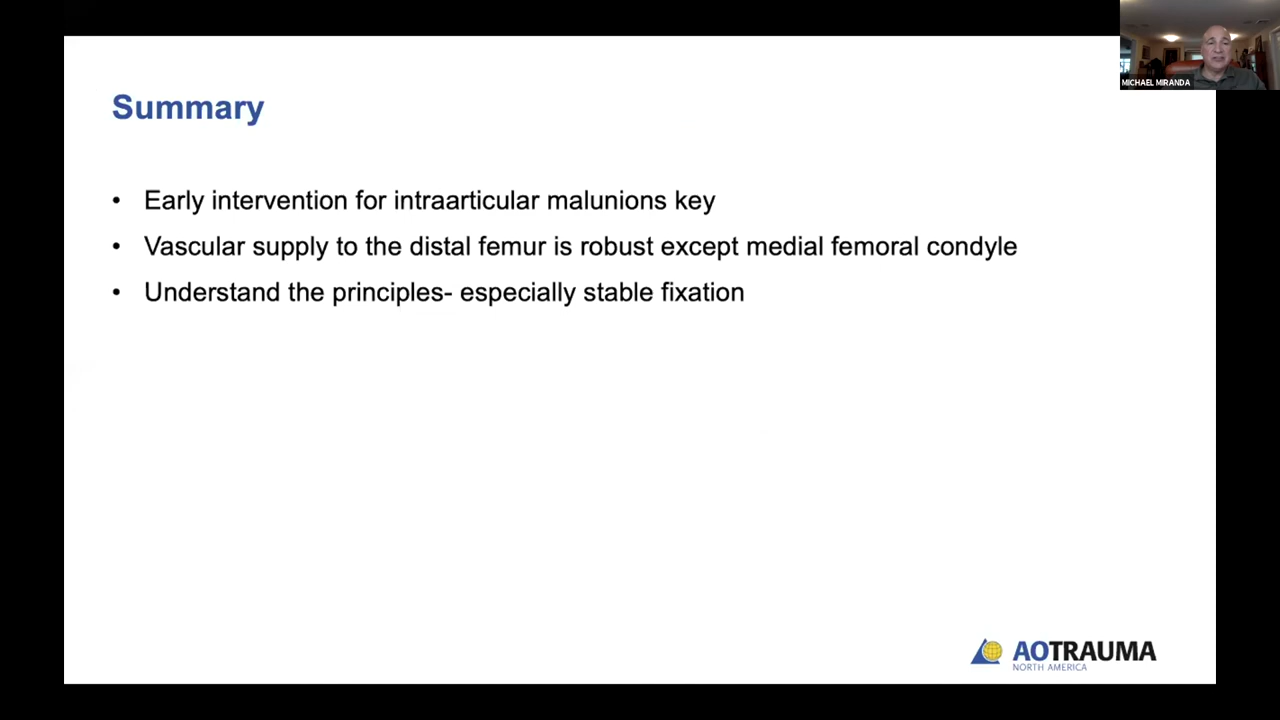 MICHAEL MIRANDA
Summary
• Early intervention for intraarticular malunions key
• Vascular supply to the distal femur is robust except medial femoral condyle
• Understand the principles- especially stable fixation
AOTRAUMA
NORTH AMERICA